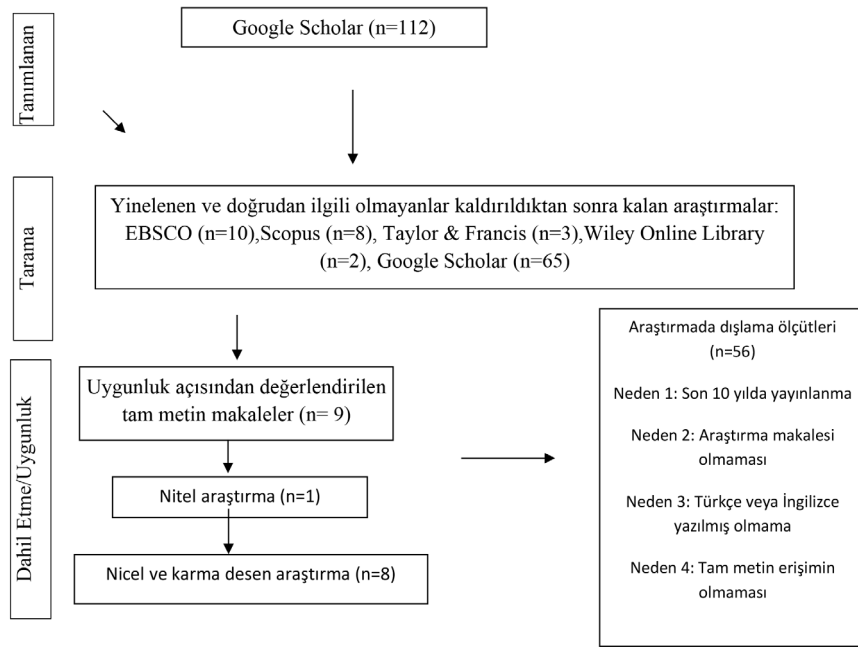 Tanımlanan
Google Scholar (n=112)
Tarama
Yinelenen ve doğrudan ilgili olmayanlar kaldırıldıktan sonra kalan araştırmalar:
EBSCO (n=10),Scopus (n=8), Taylor & Francis (n=3),Wiley Online Library
(n=2), Google Scholar (n=65)
Dahil Etme/Uygunluk
Uygunluk açısından değerlendirilen
tam metin makaleler (n= 9)
Nitel araştırma (n=1)
Nicel ve karma desen araştırma (n=8)
Araştırmada dışlama ölçütleri
(n=56)
Neden 1: Son 10 yılda yayınlanma
Neden 2: Araştırma makalesi
olmaması
Neden 3: Türkçe veya İngilizce
yazılmış olmama
Neden 4: Tam metin erişimin
olmaması